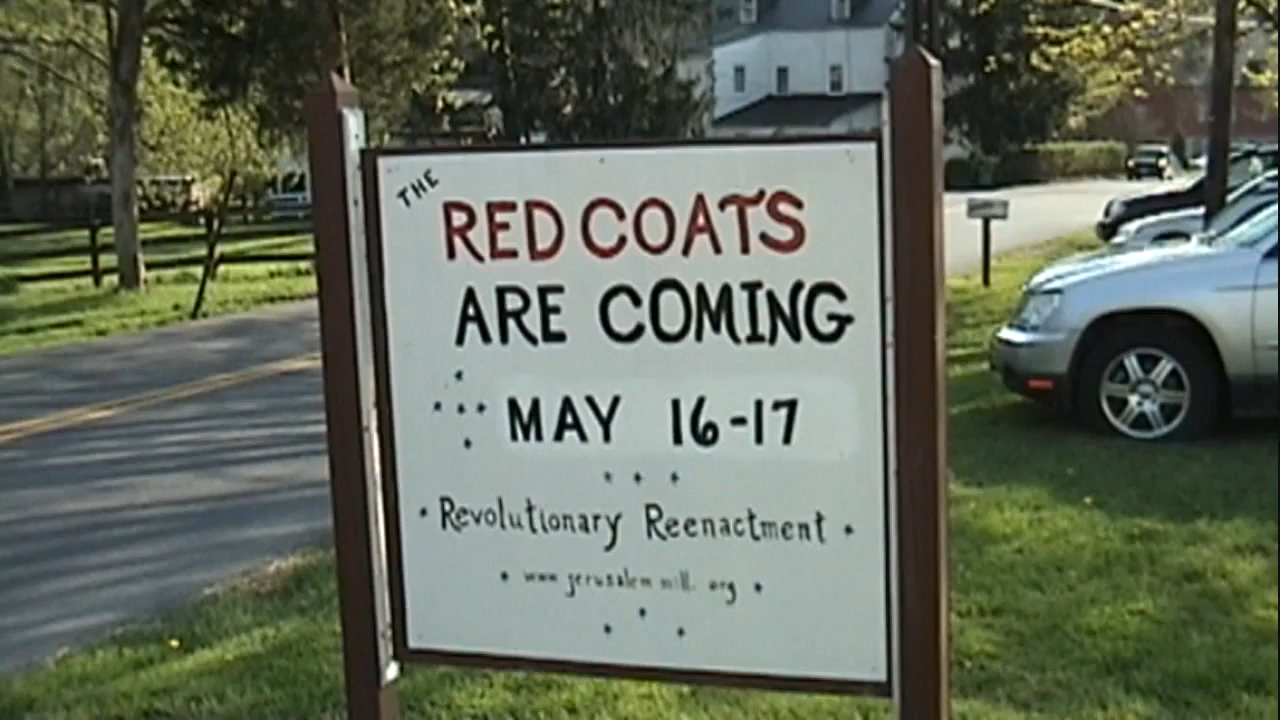 THE
RED COATS
ARE COMING
MAY 16-17
Revolutionary Reenactment
www.jerusalemmill.org